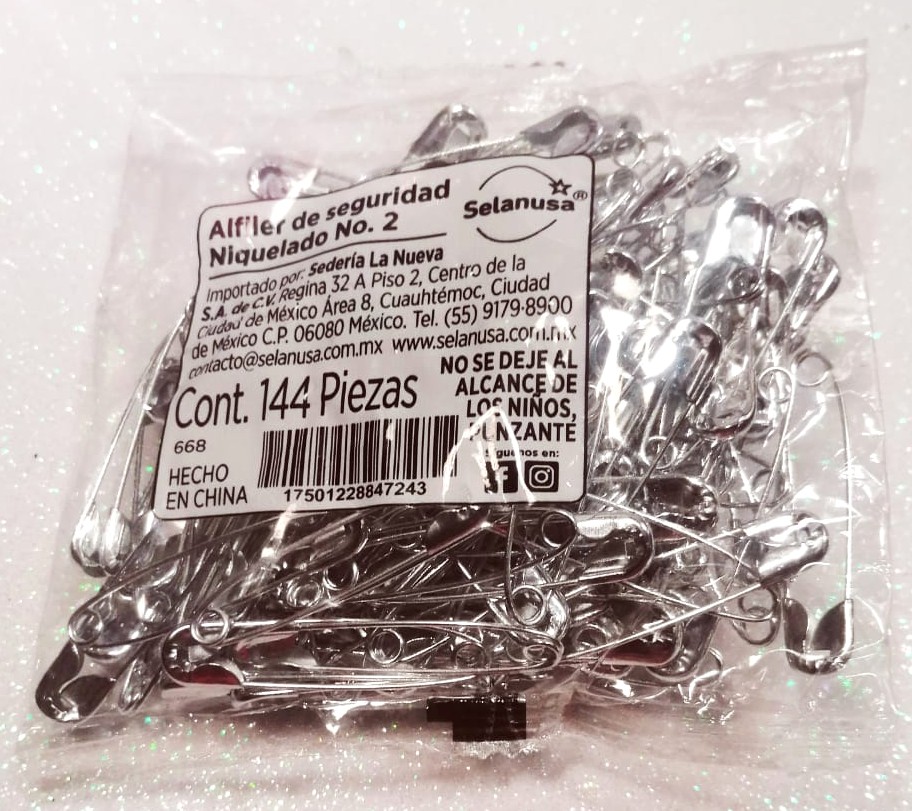 Alfiler de seguridad
Niquelado No. 2
Selanusa®
Importado por: Sedería La Nueva
S.A. de C.V. Regina 32 A Piso 2, Centro de la
Ciudad de México Área 8, Cuauhtémoc, Ciudad
de México C.P. 06080 México. Tel. (55) 9179-8900
contacto@selanusa.com.mx www.selanusa.com.mx
Cont. 144 Piezas
668
HECHO
EN CHINA
17501228847243
NO SE DEJE AL
ALCANCE DE
LOS NIÑOS,
PUNZANTE
Síguenos en: